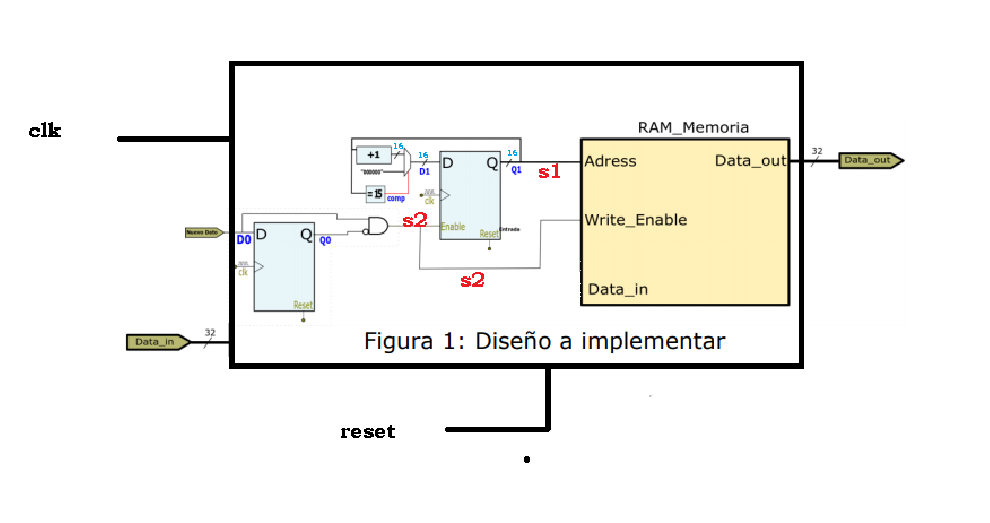 clk
RAM_Memoria
+1
16
16
D1
"00000"
=15
comp
D
Q
16
Q1
s1
clk
Enable
Reset
Entrada
Adress
Data_out
32
Data_out
Write_Enable
Data_in
Nuevo Dato
D0
D
Q
Q0
clk
Reset
s2
s2
Data_in
32
Figura 1: Diseño a implementar
reset